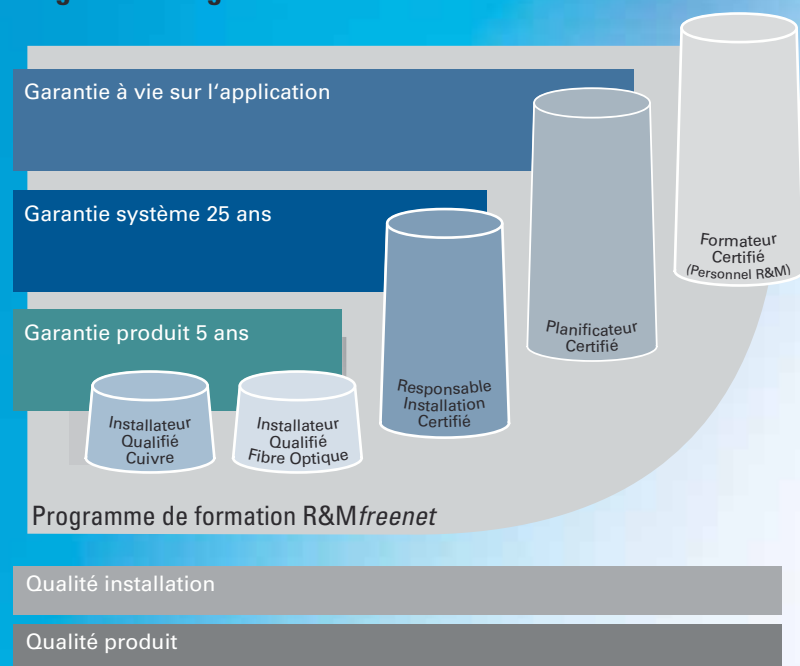 Garantie à vie sur l‘application
Garantie système 25 ans
Garantie produit 5 ans
Formateur
Certifié
(Personnel R&M)
Planificateur
Certifié
Responsable
Installation
Certifié
Installateur
Qualifié
Cuivre
Installateur
Qualifié
Fibre Optique
Programme de formation R&Mfreenet
Qualité installation
Qualité produit